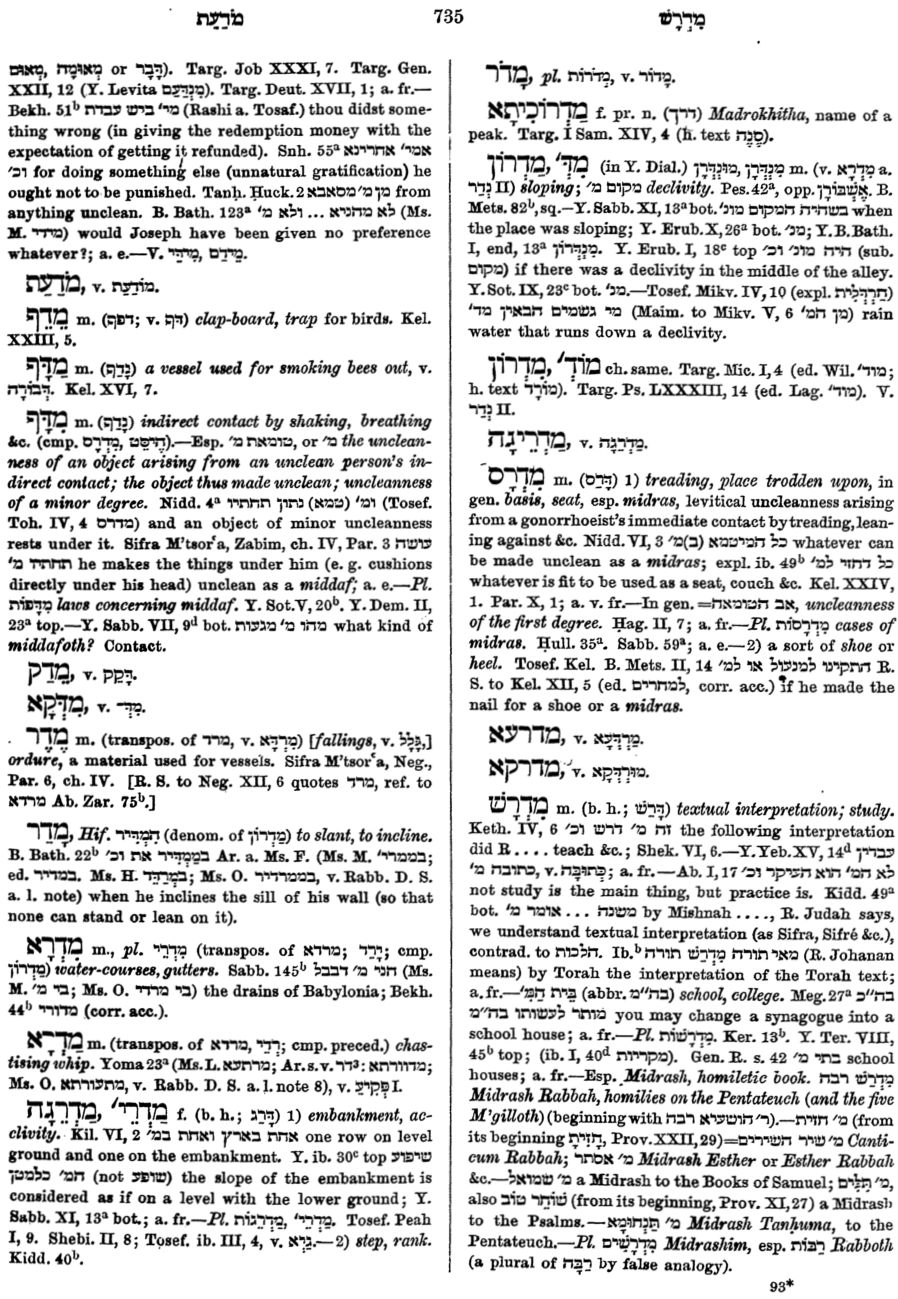 מֹדַעַת 735 מִדְרָשׁ
מְאוּם, מְאוּמָה or דָּבָר). Targ. Job XXXI, 7. Targ. Gen.
XXII, 12 (Y. Levita מִנְדַּעַם). Targ. Deut. XVII, 1; a. fr.—
Bekh. 51ᵇ מי׳ ביש עבדת (Rashi a. Tosaf.) thou didst some-
thing wrong (in giving the redemption money with the
expectation of getting it refunded). Snh. 55ᵃ אמי׳ אחרינא
וכ׳ for doing something else (unnatural gratification) he
ought not to be punished. Tanḥ. Huck. 2 מן מ׳ מסאבא from
anything unclean. B. Bath. 123ᵃ לא מהניא ... ולא מ׳ (Ms.
M. מידי) would Joseph have been given no preference
whatever?; a. e.—V. מִדַּם, מִדֵּי.
מֹדַעַת, v. מוֹדַעַת.
מַדָּף m. (דפף; v. דַּף) clap-board, trap for birds. Kel.
XXIII, 5.
מַדָּף m. (נָדַף) a vessel used for smoking bees out, v.
דְּבוֹרָה. Kel. XVI, 7.
מִדָּף m. (נָדַף) indirect contact by shaking, breathing
&c. (cmp. מִדְרָס, הֶיסֵּט).—Esp. טומאת מ׳, or מ׳ the unclean-
ness of an object arising from an unclean person's in-
direct contact; the object thus made unclean; uncleanness
of a minor degree. Nidd. 4ᵃ ומ׳ (טמא) נתון תחתיו (Tosef.
Toh. IV, 4 מדרס) and an object of minor uncleanness
rests under it. Sifra M'tsorʿa, Zabim, ch. IV, Par. 3 עושה
תחתיו מ׳ he makes the things under him (e. g. cushions
directly under his head) unclean as a middaf; a. e.—Pl.
מִדָּפוֹת laws concerning middaf. Y. Sot. V, 20ᵇ. Y. Dem. II,
23ᵃ top.—Y. Sabb. VII, 9ᵈ bot. מהו מ׳ מגעות what kind of
middafoth? Contact.
מְדַק, v. דָּקַק.
מִדְּקָא, v. מִדְּ־.
מֶדֶר m. (transpos. of מרד, v. מַרְדָּא) [fallings, v. גָּלָל,]
ordure, a material for vessels. Sifra M'tsorʿa, Neg.,
Par. 6, ch. IV. [R. S. to Neg. XII, 6 quotes מרד, ref. to
מרדא Ab. Zar. 75ᵇ.]
מָדַר, Hif. הִמְדִּיר (denom. of מִדְרוֹן) to slant, to incline.
B. Bath. 22ᵇ במַמְדִּיר את וכ׳ Ar. a. Ms. F. (Ms. M. בממריר׳;
ed. במדיר. Ms. H. בִּמְרַדֵּד; Ms. O. בממרדיר, v. Rabb. D. S.
a. l. note) when he inclines the sill of his wall (so that
none can stand or lean on it).
מִדְרָא m., pl. מִדְרֵי (transpos. of מרדא; יָרַד; cmp.
מִדְרוֹן) water-courses, gutters. Sabb. 145ᵇ הני מ׳ דבבל (Ms.
M. בי מ׳; Ms. O. בי מרדי) the drains of Babylonia; Bekh.
44ᵇ מדורי (corr. acc.).
מַדְרָא m. (transpos. of מרדא, רְדֵי; cmp. preced.) chas-
tising whip. Yoma 23ᵃ (Ms. L. מרתעא; Ar. s. v. דר³: מדוורתא;
Ms. O. מתעורתא, v. Rabb. D. S. a. l. note 8), v. פְּקִיעַ I.
מַדְרֵגָה, מַדְרֵי׳ f. (b. h.; דָּרַג) 1) embankment, ac-
clivity. Kil. VI, 2 אחת בארץ ואחת במ׳ one row on level
ground and one on the embankment. Y. ib. 30ᶜ top שיפוע
המ׳ כלמטן (not שופע) the slope of the embankment is
considered as if on a level with the lower ground; Y.
Sabb. XI, 13ᵃ bot.; a. fr.—Pl. מַדְרֵגוֹת, מַדְרֵי׳. Tosef. Peah
I, 9. Shebi. II, 8; Tosef. ib. III, 4, v. גַּיְא.—2) step, rank.
Kidd. 40ᵇ.
מָדֹר, pl. מְדֹרוֹת, v. מָדוֹר.
מַדְרוֹכִיתָא f. pr. n. (דרך) Madrokhitha, name of a
peak. Targ. I Sam. XIV, 4 (h. text סֶנֶּה).
מִדְרוֹן, מִדְּ׳ (in Y. Dial.) מִנְדְּרָן, מוּנְדְּרָן m. (v. מִדְרָא a.
נְדַר II) sloping; מקום מ׳ declivity. Pes. 42ᵃ, opp. אֶשְׁבּוֹרָן. B.
Mets. 82ᵇ, sq.—Y. Sabb. XI, 13ᵃ bot. בשהיה המקום מונ׳ when
the place was sloping; Y. Erub. X, 26ᵃ bot. מנ׳; Y. B. Bath.
I, end, 13ᵃ מִנְדְּרוֹן. Y. Erub. I, 18ᶜ top היה מונ׳ וכ׳ (sub.
מקום) if there was a declivity in the middle of the alley.
Y. Sot. IX, 23ᶜ bot. מנ׳.—Tosef. Mikv. IV, 10 (expl. חַרְדָּלִית)
מי גשמים הבאין מד׳ (Maim. to Mikv. V, 6 מן המ׳) rain
water that runs down a declivity.
מִדְרוֹן, מוֹדְ׳ ch. same. Targ. Mic. I, 4 (ed. Wil. מוד׳;
h. text מוֹרָד). Targ. Ps. LXXXIII, 14 (ed. Lag. מוד׳). V.
נְדַר II.
מַדְרֵיגָה, v. מַדְרֵגָה.
מִדְרָס m. (דָּרַס) 1) treading, place trodden upon, in
gen. basis, seat, esp. midras, levitical uncleanness arising
from a gonorrhoeist's immediate contact by treading, lean-
ing against &c. Nidd. VI, 3 כל המיטמא (ב)מ׳ whatever can
be made unclean as a midras; expl. ib. 49ᵇ כל דחזי למ׳
whatever is fit to be used as a seat, couch &c. Kel. XXIV,
1. Par. X, 1; a. v. fr.—In gen.=אב הטומאה, uncleanness
of the first degree. Ḥag. II, 7; a. fr.—Pl. מִדְרָסוֹת cases of
midras. Ḥull. 35ᵃ. Sabb. 59ᵃ; a. e.—2) a sort of shoe or
heel. Tosef. Kel. B. Mets. II, 14 התקינו למנעול או למ׳ R.
S. to Kel. XII, 5 (ed. למחרים, corr. acc.) if he made the
nail for a shoe or a midras.
מדרעא, v. מַרְדְּעָא.
מדרקא, v. מוּרְדְּקָא.
מִדְרָשׁ m. (b. h.; דָּרַשׁ) textual interpretation; study.
Keth. IV, 6 זה מ׳ דרש וכ׳ the following interpretation
did R . . . . teach &c.; Shek. VI, 6.—Y. Yeb. XV, 14ᵈ עבדין
כתובה מ׳, v. כְּתוּבָּה; a. fr.—Ab. I, 17 לא המ׳ הוא העיקר וכ׳
not study is the main thing, but practice is. Kidd. 49ᵃ
bot. משנה ... אומר מ׳ by Mishnah . . . ., R. Judah says,
we understand textual interpretation (as Sifra, Sifré &c.),
contrad. to הלכות. Ib.ᵇ מאי תורה מִדְרַשׁ תורה (R. Johanan
means) by Torah the interpretation of the Torah text;
a. fr.—בֵּית הַמִּ׳ (abbr. בה״מ) school, college. Meg. 27ᵃ בה״כ
מותר לעשותו בה״מ you may change a synagogue into a
school house; a. fr.—Pl. מִדְרָשׁוֹת. Ker. 13ᵇ. Y. Ter. VIII,
45ᵇ top; (ib. I, 40ᵈ מקריות). Gen. R. s. 42 בתי מ׳ school
houses; a. fr.—Esp. Midrash, homiletic book. מִדְרַשׁ רבה
Midrash Rabbah, homilies on the Pentateuch (and the five
M'gilloth) (beginning with ר׳ הושעיא רבה).—מ׳ חזית (from
its beginning חָזִיתָ, Prov. XXII, 29)=מ׳ שיר השירים Canti-
cum Rabbah; מ׳ אסתר Midrash Esther or Esther Rabbah
&c.—מ׳ שמואל a Midrash to the Books of Samuel; מ׳ תִּלִּים,
also שׁוֹחֵר טוֹב (from its beginning, Prov. XI, 27) a Midrash
to the Psalms.—מ׳ תַּנְחוּמָא Midrash Tanḥuma, to the
Pentateuch.—Pl. מִדְרָשִׁים Midrashim, esp. רַבּוֹת Rabboth
(a plural of רַבָּה by false analogy).
93*